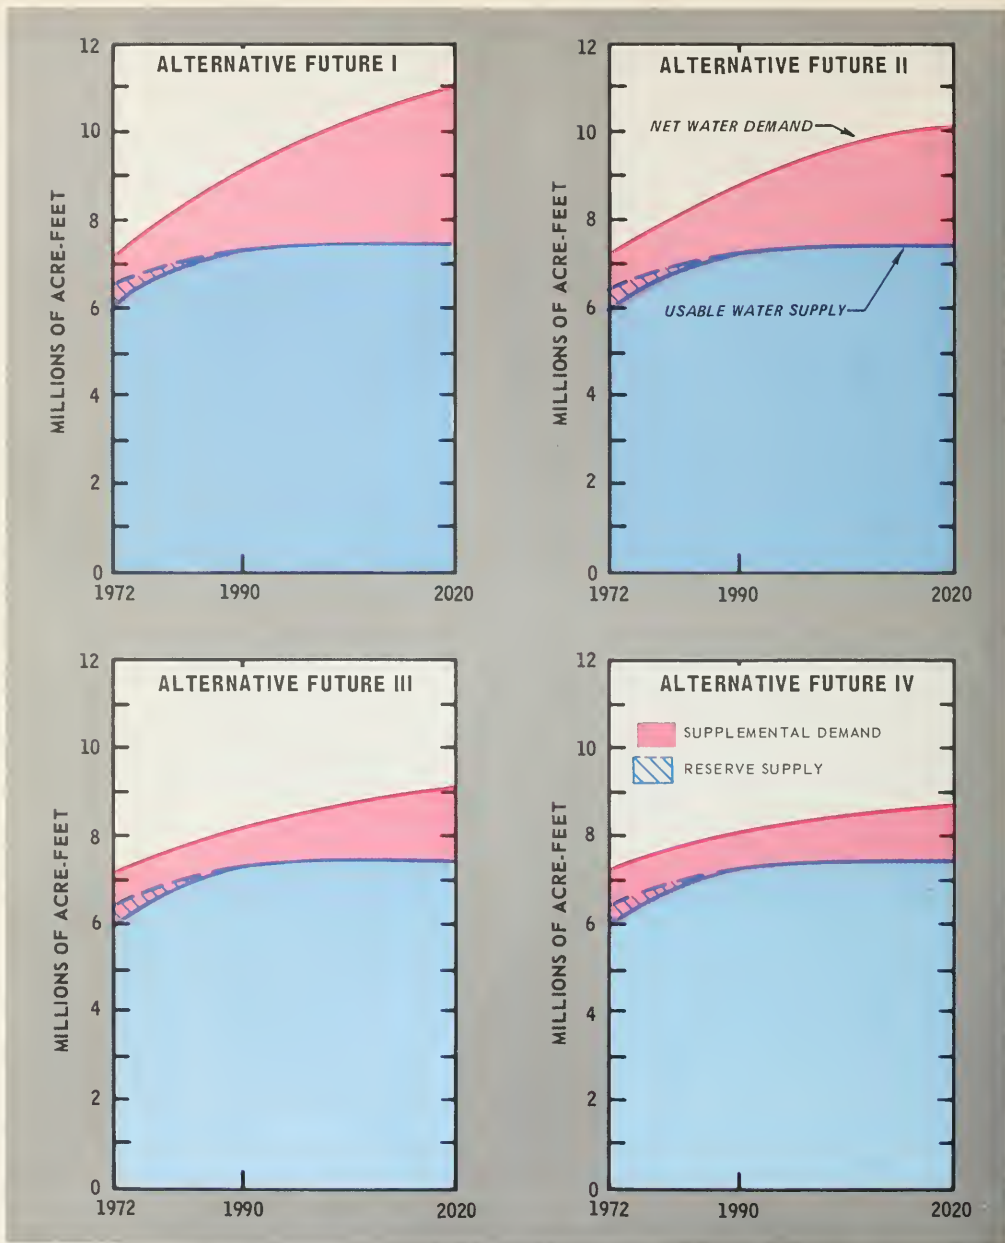 ALTERNATIVE FUTURE I
MILLIONS OF ACRE-FEET
12
10
8
6
4
2
0
1972 1990 2020
ALTERNATIVE FUTURE II
NET WATER DEMAND
USABLE WATER SUPPLY
MILLIONS OF ACRE-FEET
12
10
8
6
4
2
0
1972 1990 2020
ALTERNATIVE FUTURE III
MILLIONS OF ACRE-FEET
12
10
8
6
4
2
0
1972 1990 2020
ALTERNATIVE FUTURE IV
SUPPLEMENTAL DEMAND
RESERVE SUPPLY
MILLIONS OF ACRE-FEET
12
10
8
6
4
2
0
1972 1990 2020